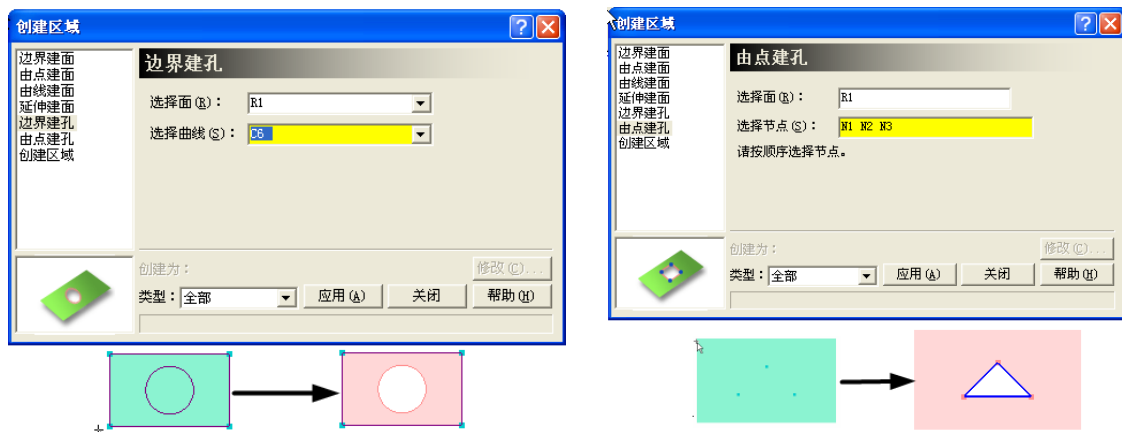 创建区域
边界建面
由点建面
由线建面
延伸建面
边界建孔
由点建孔
创建区域
边界建孔
选择面(R)： R1
选择曲线(S)： C6
创建为：
修改(C)...
类型： 全部
应用(A)
关闭
帮助(H)
创建区域
边界建面
由点建面
由线建面
延伸建面
边界建孔
由点建孔
创建区域
由点建孔
选择面(R)： R1
选择节点(S)： N1 N2 N3
请按顺序选择节点。
创建为：
修改(C)...
类型： 全部
应用(A)
关闭
帮助(H)